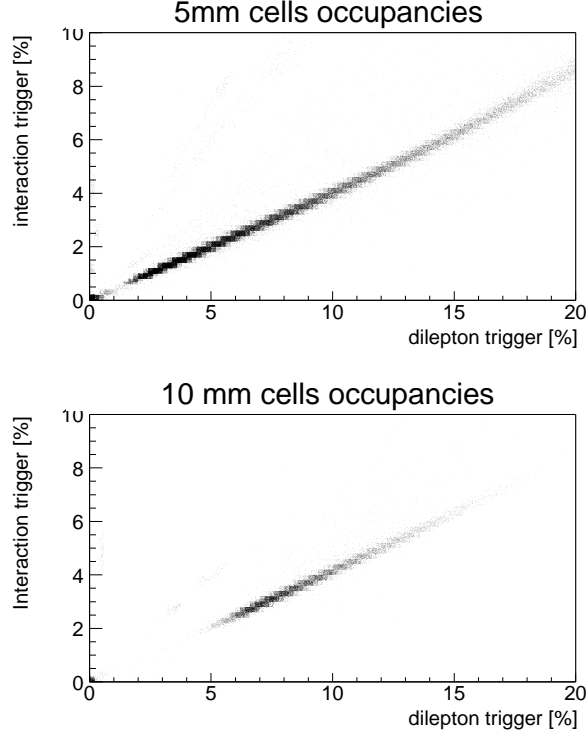 5mm cells occupancies
interaction trigger [%]
10
8
6
4
2
0
0 5 10 15 20
dilepton trigger [%]
10 mm cells occupancies
Interaction trigger [%]
10
8
6
4
2
0
0 5 10 15 20
dilepton trigger [%]